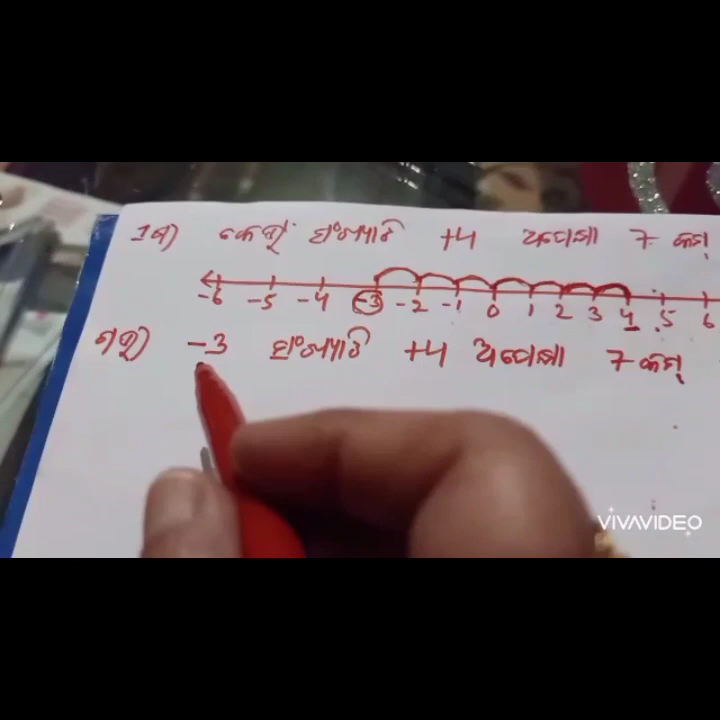 ପ୍ର) କେଉଁ ସଂଖ୍ୟାଟି +4 ଅପେକ୍ଷା 7 କମ୍
-6 -5 -4 -3 -2 -1 0 1 2 3 4 5 6
-3 ସଂଖ୍ୟାଟି +4 ଅପେକ୍ଷା 7 କମ୍
VIVAVIDEO